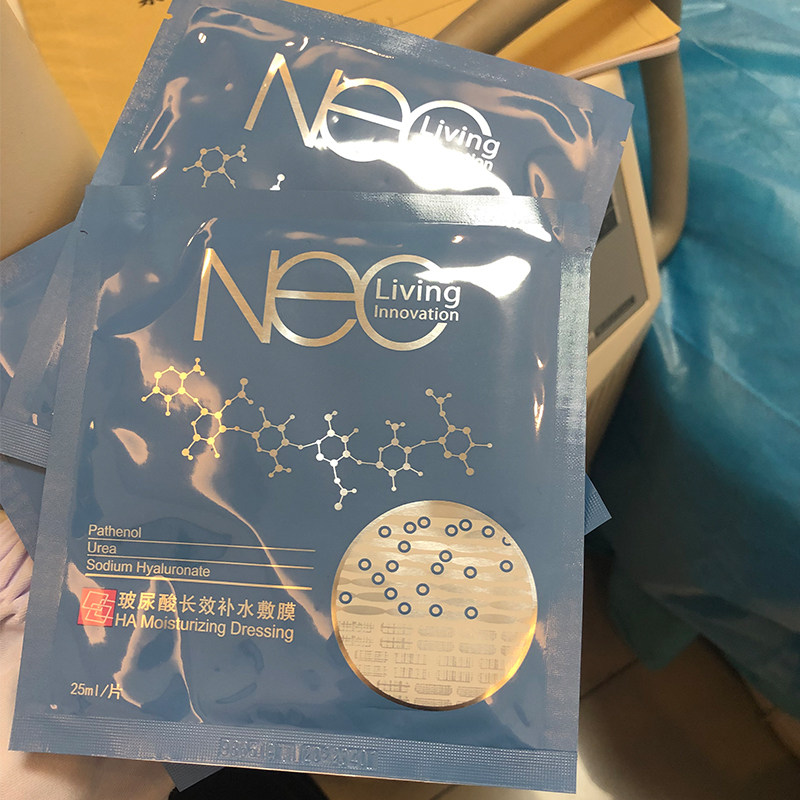 Neo
Living
Neo
Living
Innovation
Pathenol
Urea
Sodium Hyaluronate
玻尿酸长效补水敷膜
HA Moisturizing Dressing
25ml/片